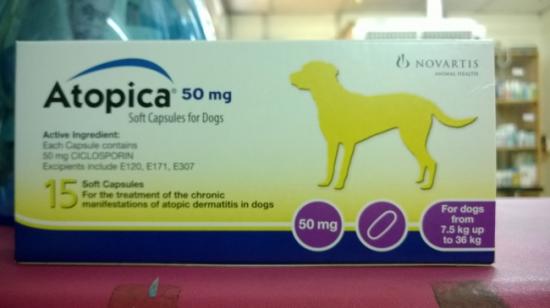 Atopica® 50 mg
Soft Capsules for Dogs
NOVARTIS
ANIMAL HEALTH
Active Ingredient:
Each Capsule contains
50 mg CICLOSPORIN
Excipients include E120, E171, E307
15 Soft Capsules
For the treatment of the chronic
manifestations of atopic dermatitis in dogs
50 mg
For dogs
from
7.5 kg up
to 36 kg